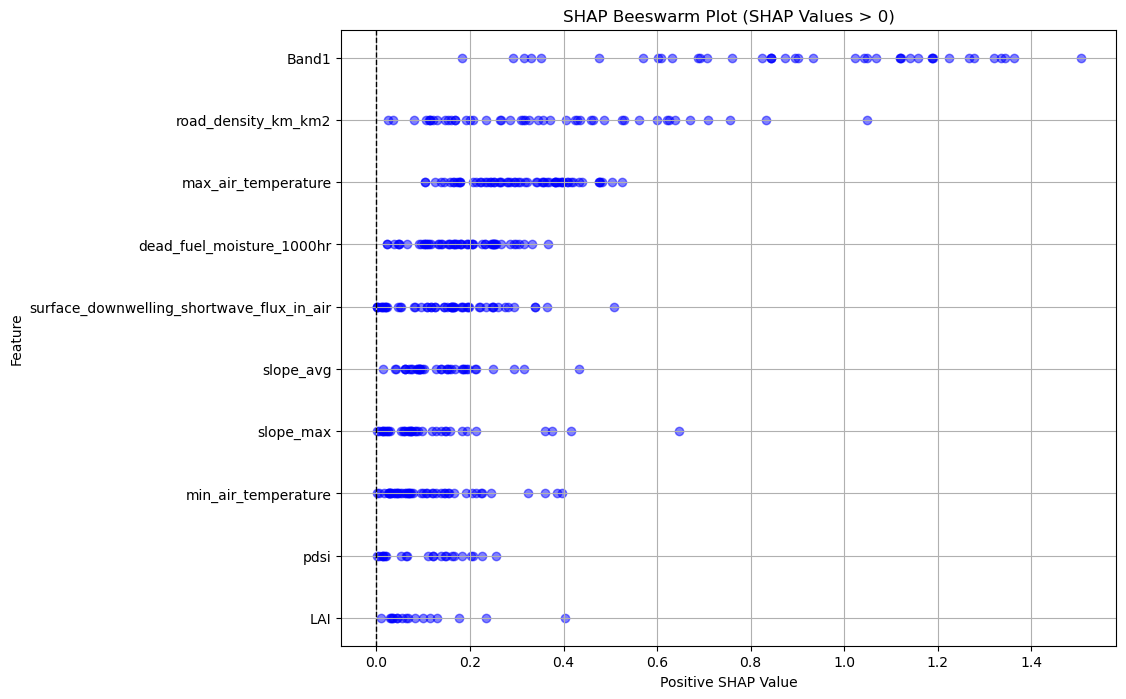 SHAP Beeswarm Plot (SHAP Values > 0)
Feature
Band1
road_density_km_km2
max_air_temperature
dead_fuel_moisture_1000hr
surface_downwelling_shortwave_flux_in_air
slope_avg
slope_max
min_air_temperature
pdsi
LAI
0.0 0.2 0.4 0.6 0.8 1.0 1.2 1.4
Positive SHAP Value